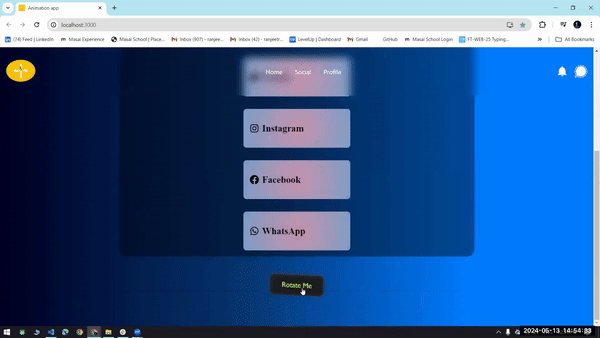 Animation app
localhost:3000
(74) Feed | LinkedIn
Masai Experience
Masai School | Place...
Inbox (907) - ranjeetr...
Inbox (42) - ranjeet...
LevelUp | Dashboard
Gmail
GitHub
Masai School Login
FT-WEB-25 Typing...
»
All Bookmarks
Home
Social
Profile
Instagram
Facebook
WhatsApp
Rotate Me
2024-05-13 14:54:33